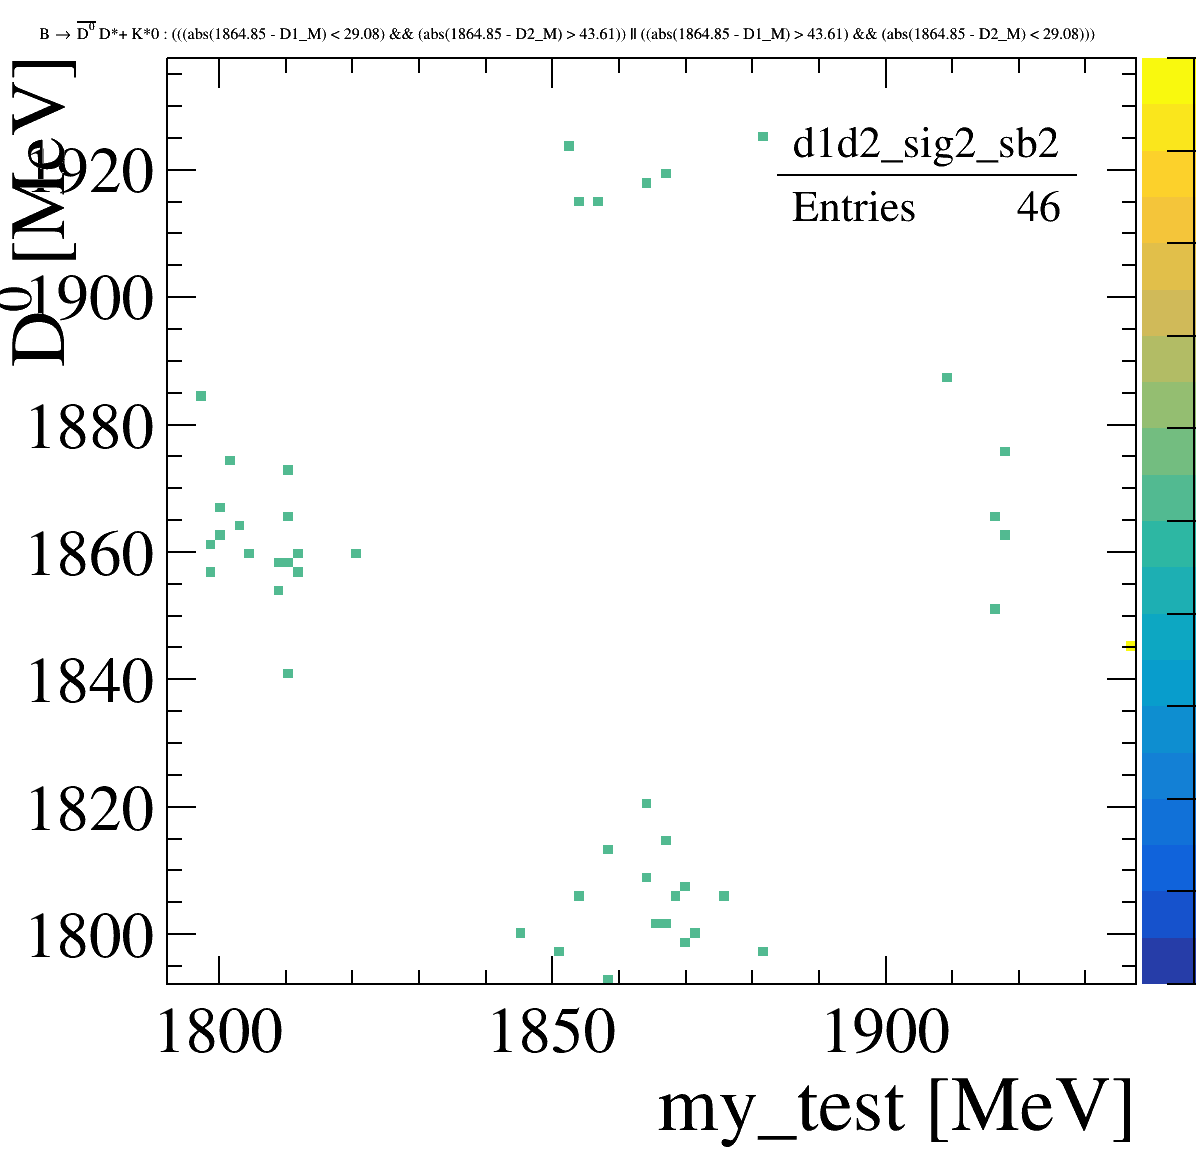 B → D⁰ D*+ K*0 : (((abs(1864.85 - D1_M) < 29.08) && (abs(1864.85 - D2_M) > 43.61)) || ((abs(1864.85 - D1_M) > 43.61) && (abs(1864.85 - D2_M) < 29.08)))
D⁰ [MeV]
d1d2_sig2_sb2
Entries 46
1920
1900
1880
1860
1840
1820
1800
1800 1850 1900
my_test [MeV]